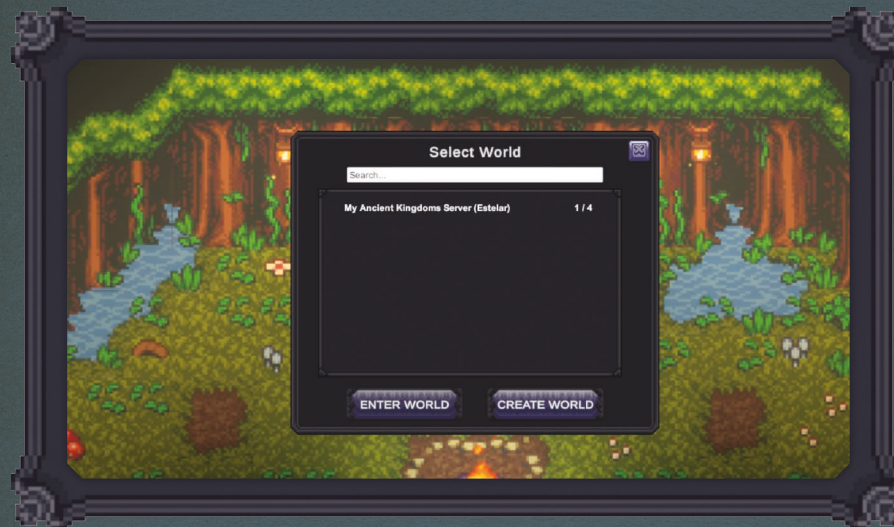 Select World
Search...
My Ancient Kingdoms Server (Estelar) 1 / 4
ENTER WORLD CREATE WORLD